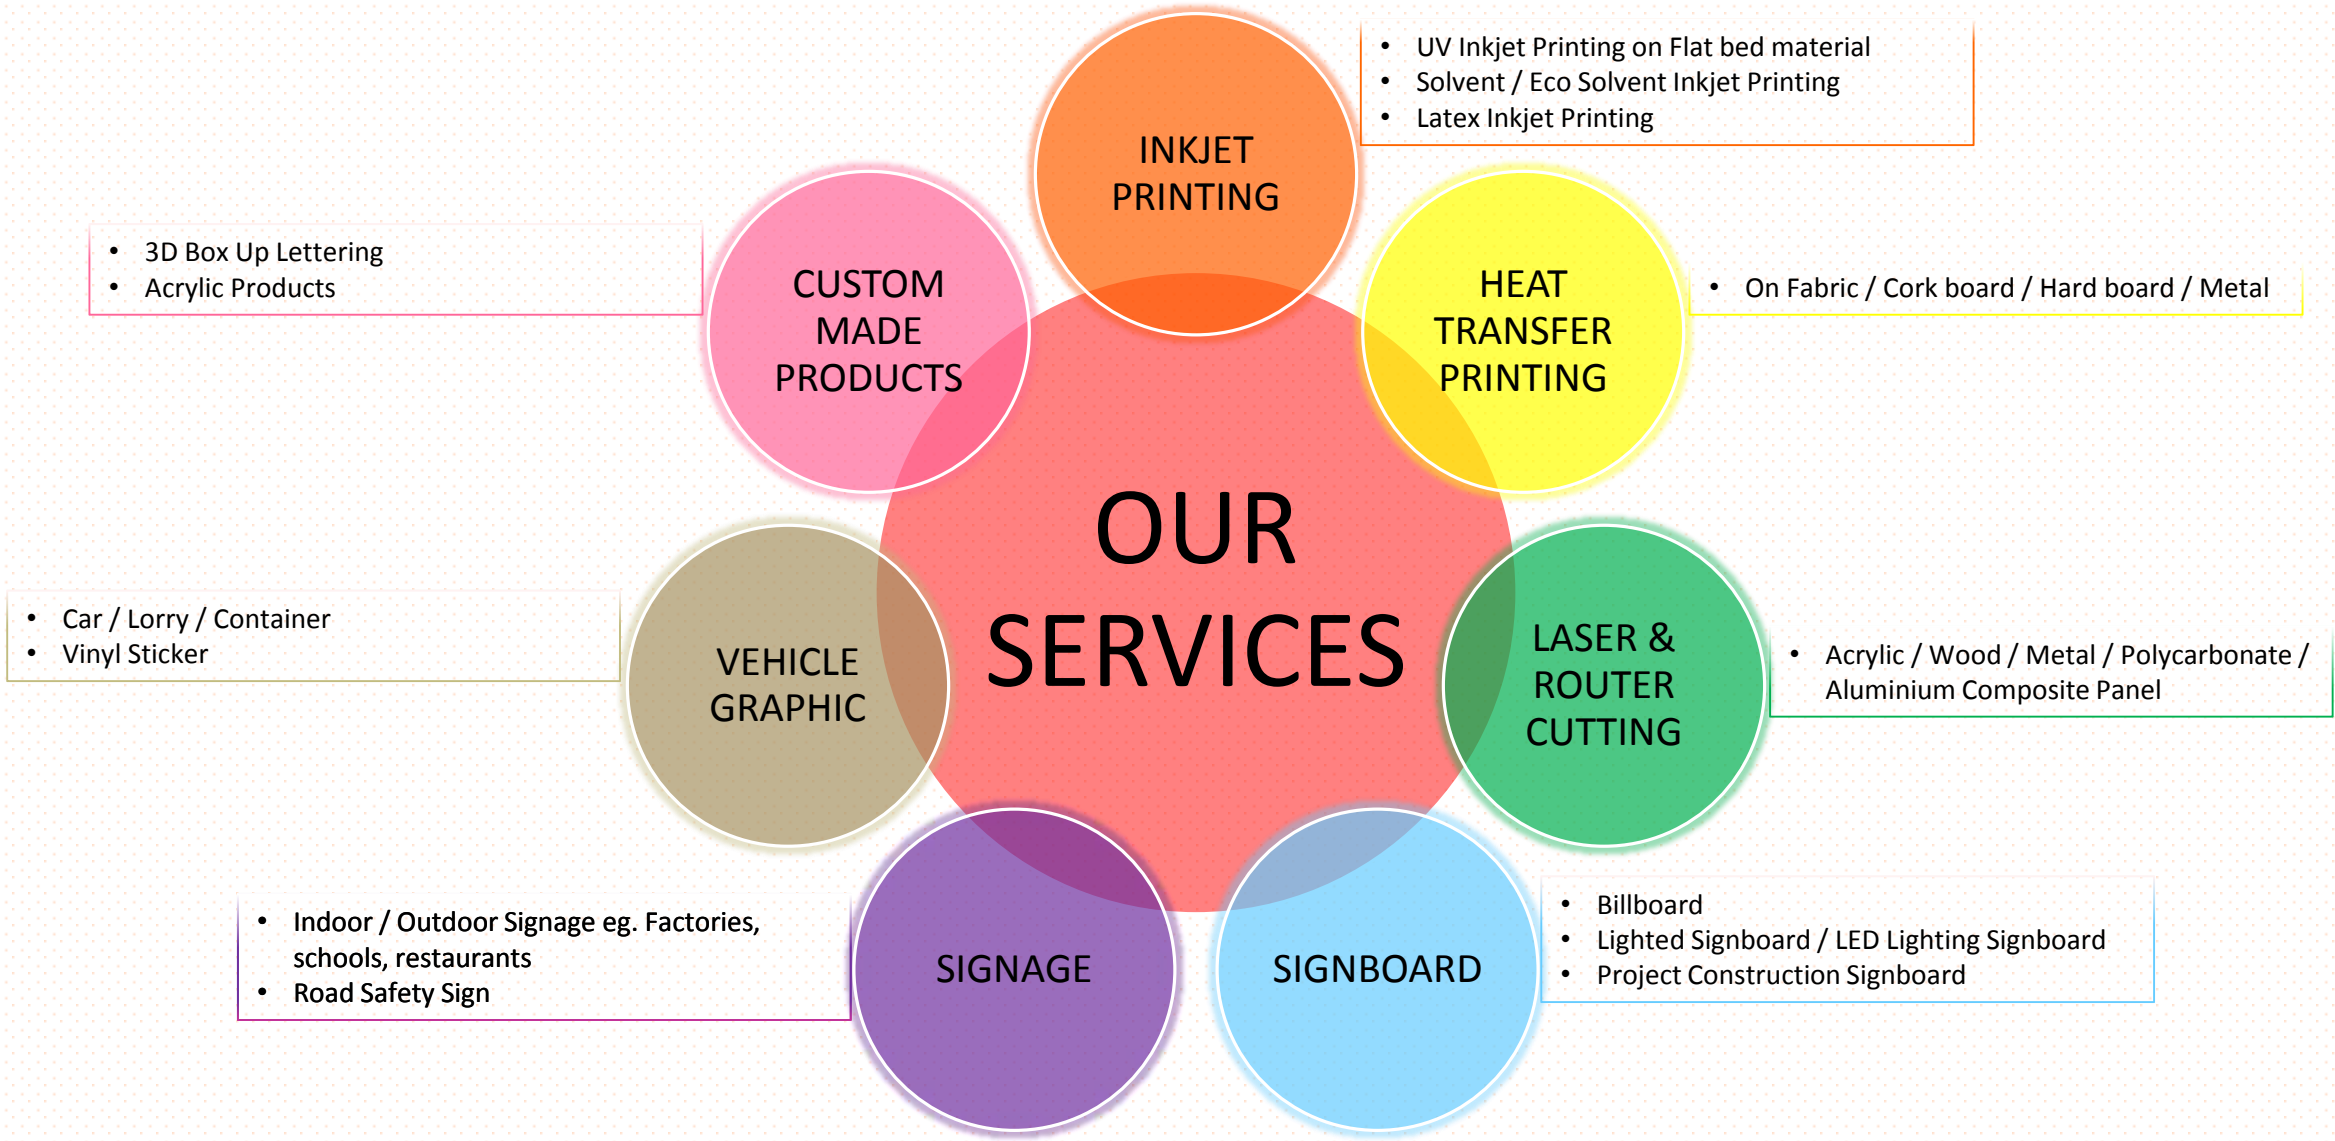 INKJET
PRINTING
• UV Inkjet Printing on Flat bed material
• Solvent / Eco Solvent Inkjet Printing
• Latex Inkjet Printing
HEAT
TRANSFER
PRINTING
• On Fabric / Cork board / Hard board / Metal
LASER &
ROUTER
CUTTING
• Acrylic / Wood / Metal / Polycarbonate /
Aluminium Composite Panel
SIGNBOARD
• Billboard
• Lighted Signboard / LED Lighting Signboard
• Project Construction Signboard
SIGNAGE
• Indoor / Outdoor Signage eg. Factories,
schools, restaurants
• Road Safety Sign
VEHICLE
GRAPHIC
• Car / Lorry / Container
• Vinyl Sticker
CUSTOM
MADE
PRODUCTS
• 3D Box Up Lettering
• Acrylic Products
OUR
SERVICES